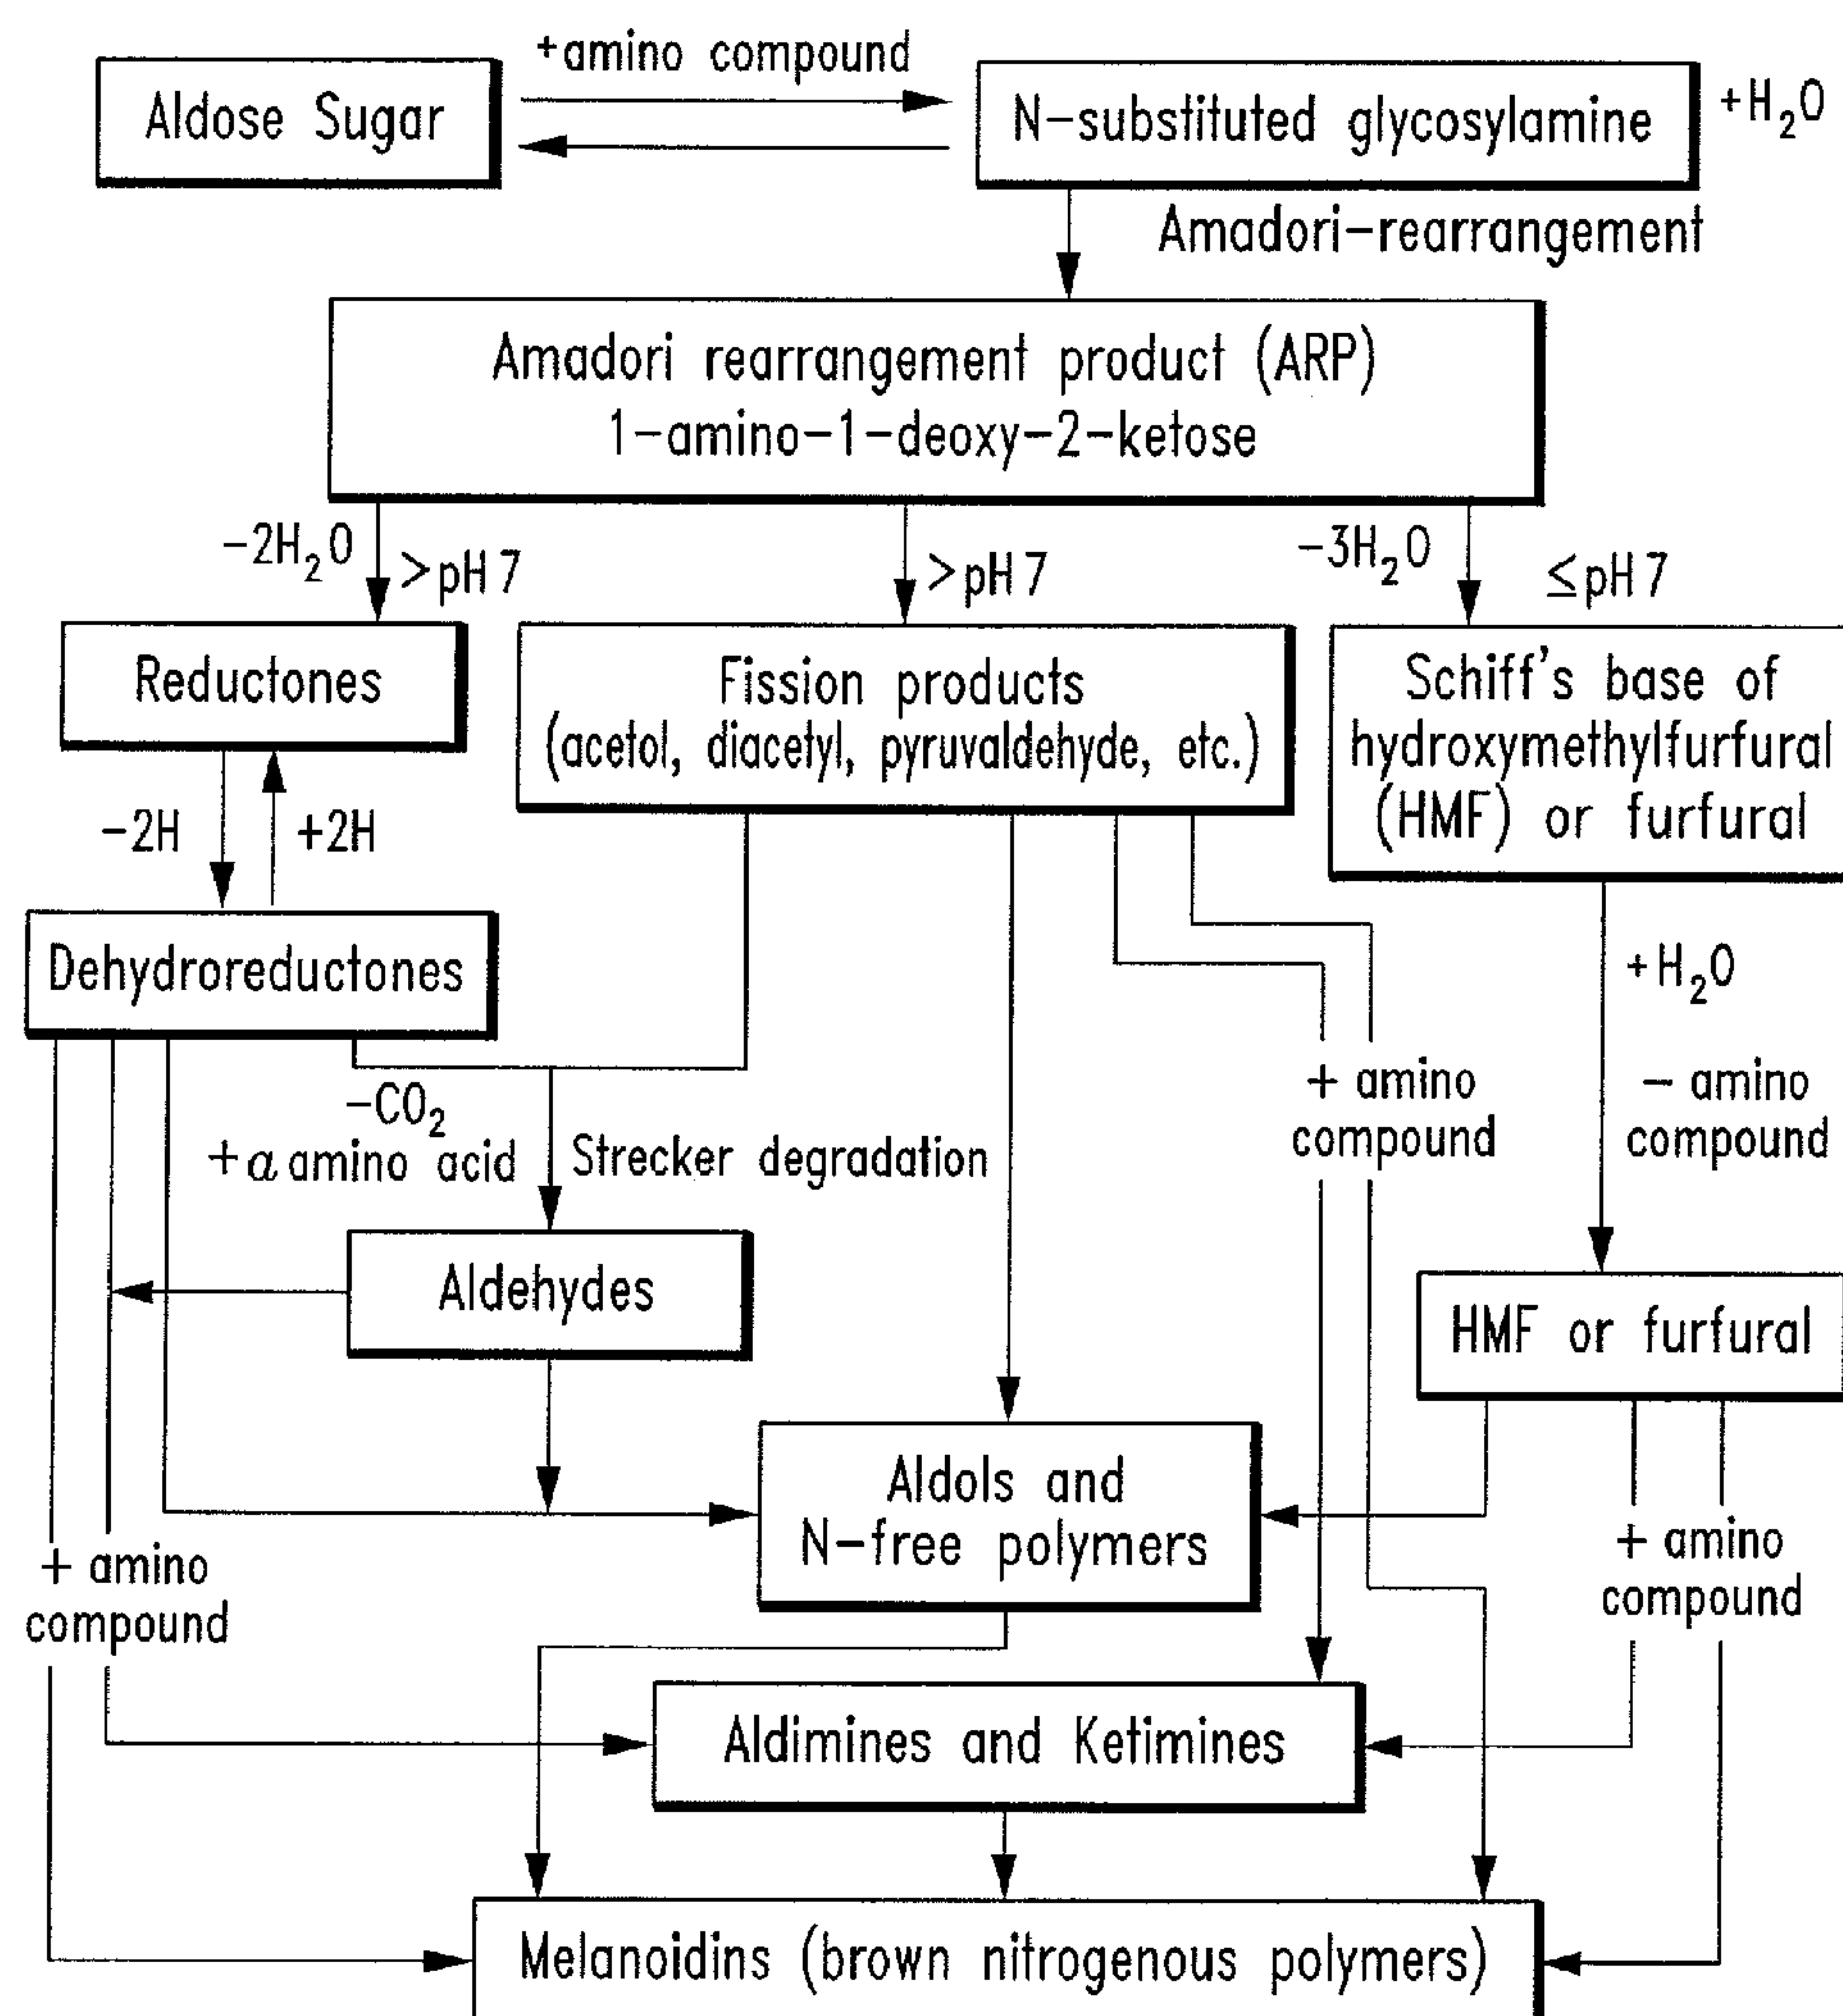 +amino compound
Aldose Sugar
N-substituted glycosylamine
+H₂O
Amadori-rearrangement
Amadori rearrangement product (ARP)
1-amino-1-deoxy-2-ketose
-2H₂O
>pH 7
>pH 7
-3H₂O
≤pH 7
Reductones
Fission products
(acetol, diacetyl, pyruvaldehyde, etc.)
Schiff's base of
hydroxymethylfurfural
(HMF) or furfural
-2H
+2H
Dehydroreductones
+H₂O
-CO₂
+α amino acid
Strecker degradation
+ amino
compound
- amino
compound
Aldehydes
HMF or furfural
Aldols and
N-free polymers
+ amino
compound
+ amino
compound
Aldimines and Ketimines
Melanoidins (brown nitrogenous polymers)